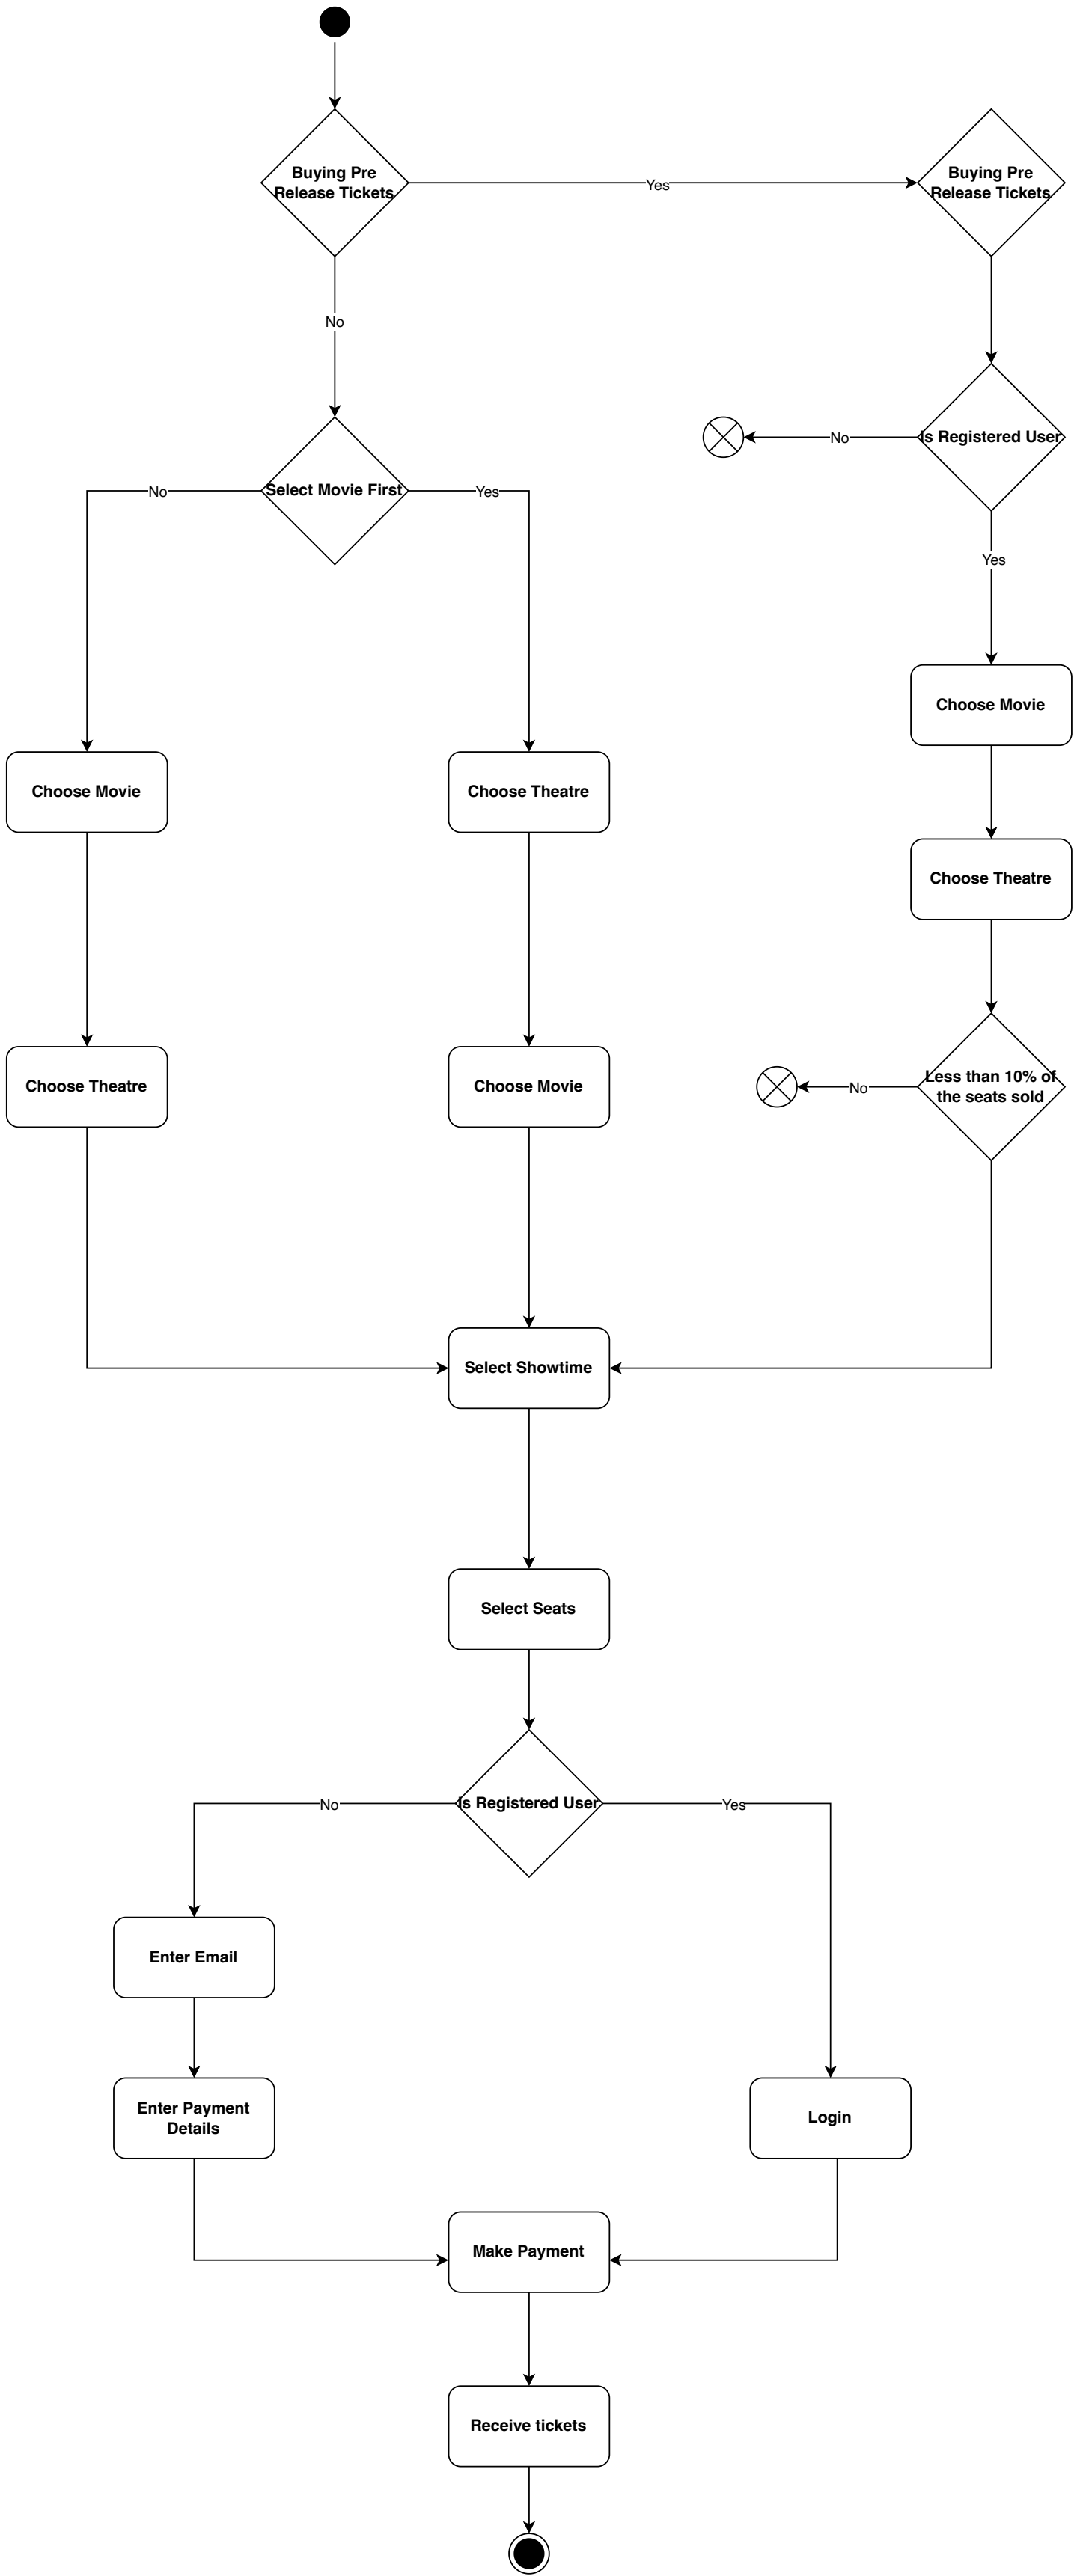 Buying Pre
Release Tickets
Yes
Buying Pre
Release Tickets
No
Is Registered User
No
Select Movie First
No
Yes
Yes
Choose Movie
Choose Movie
Choose Theatre
Choose Theatre
Choose Theatre
Choose Movie
Less than 10% of
the seats sold
No
Select Showtime
Select Seats
Is Registered User
No
Yes
Enter Email
Enter Payment
Details
Login
Make Payment
Receive tickets